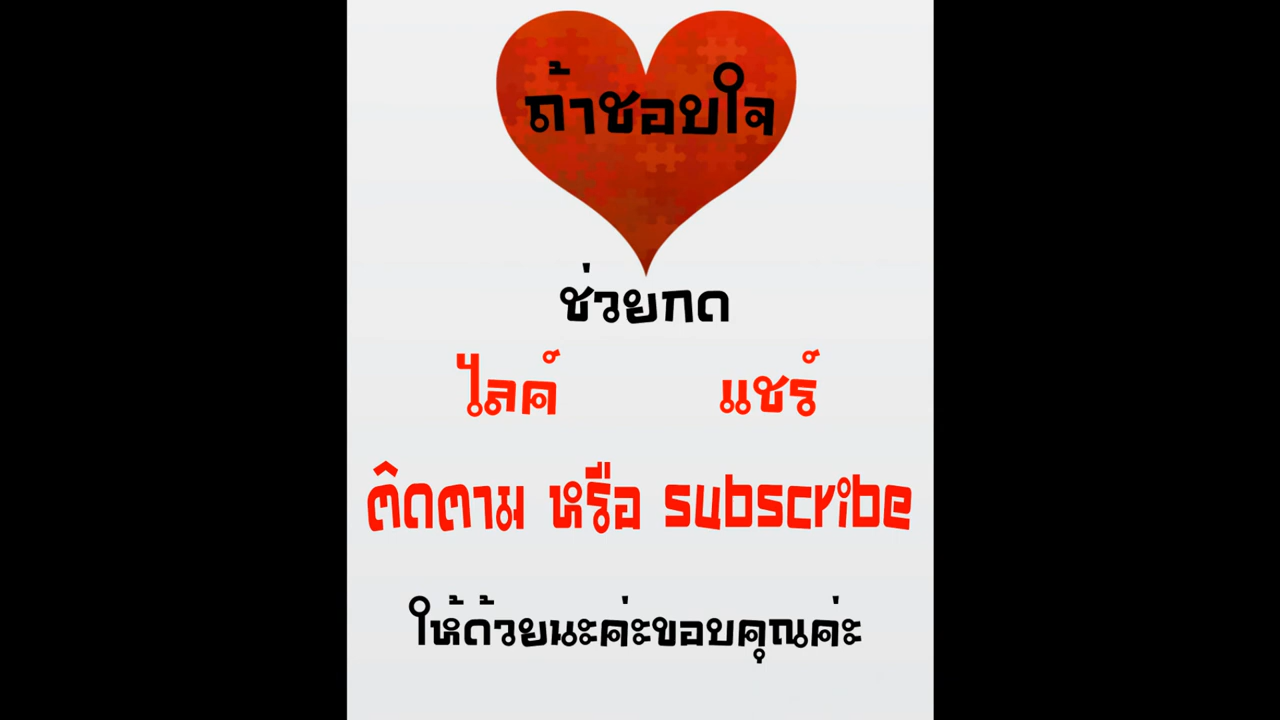 ถ้าชอบใจ
ช่วยกด
ไลค์ แชร์
ติดตาม หรือ subscribe
ให้ด้วยนะค่ะขอบคุณค่ะ